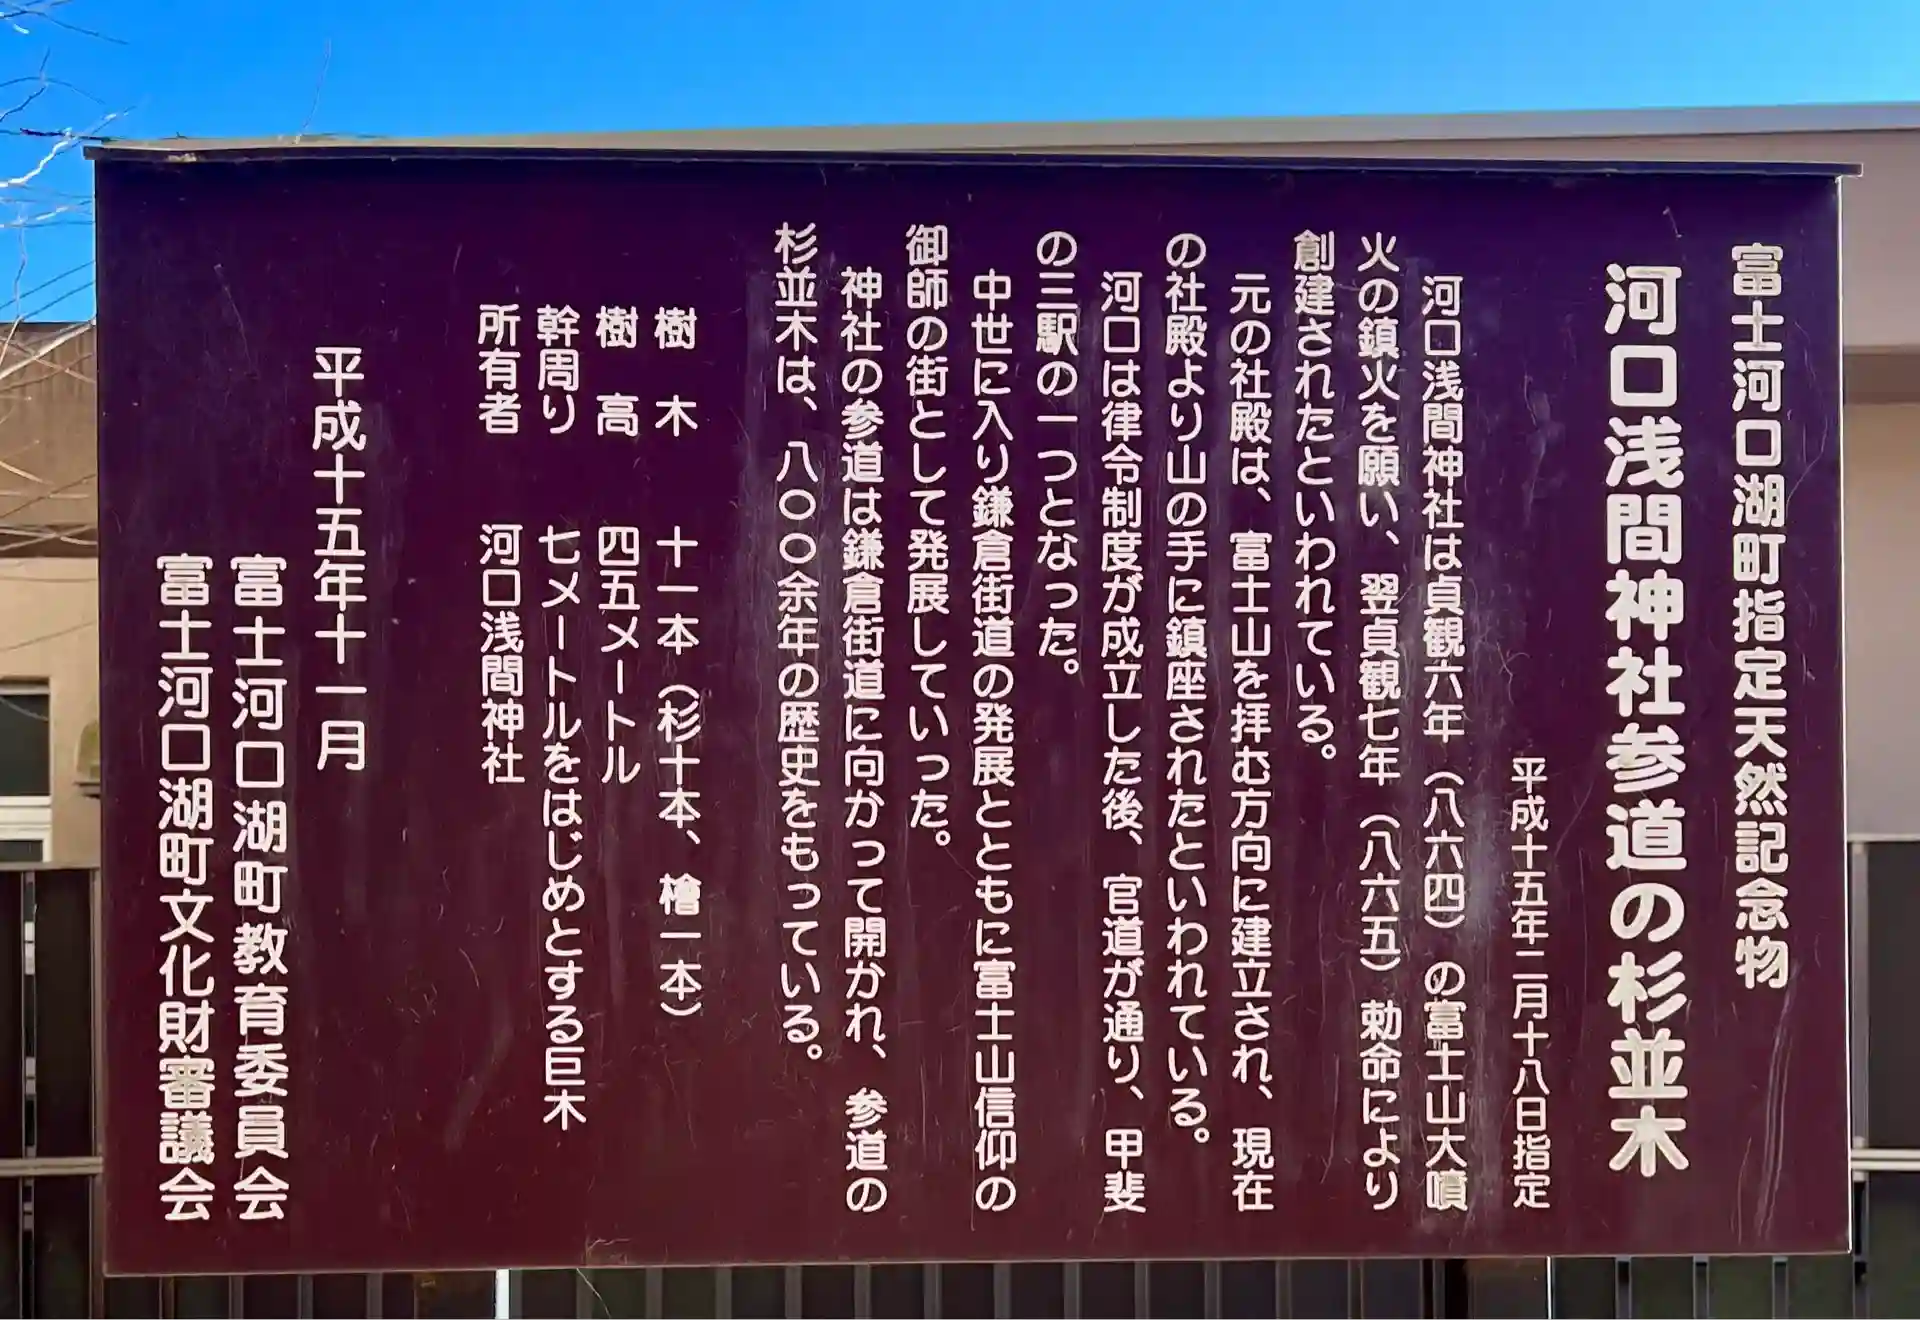 富士河口湖町指定天然記念物
河口浅間神社参道の杉並木
平成十五年二月十八日指定
河口浅間神社は貞観六年（八六四）の富士山大噴
火の鎮火を願い、翌貞観七年（八六五）勅命により
創建されたといわれている。
元の社殿は、富士山を拝む方向に建立され、現在
の社殿より山の手に鎮座されたといわれている。
河口は律令制度が成立した後、官道が通り、甲斐
の三駅の一つとなった。
中世に入り鎌倉街道の発展とともに富士山信仰の
御師の街として発展していった。
神社の参道は鎌倉街道に向かって開かれ、参道の
杉並木は、八〇〇余年の歴史をもっている。
樹木 十一本（杉十本、檜一本）
樹高 四五メートル
幹周り 七メートルをはじめとする巨木
所有者 河口浅間神社
平成十五年十一月
富士河口湖町教育委員会
富士河口湖町文化財審議会